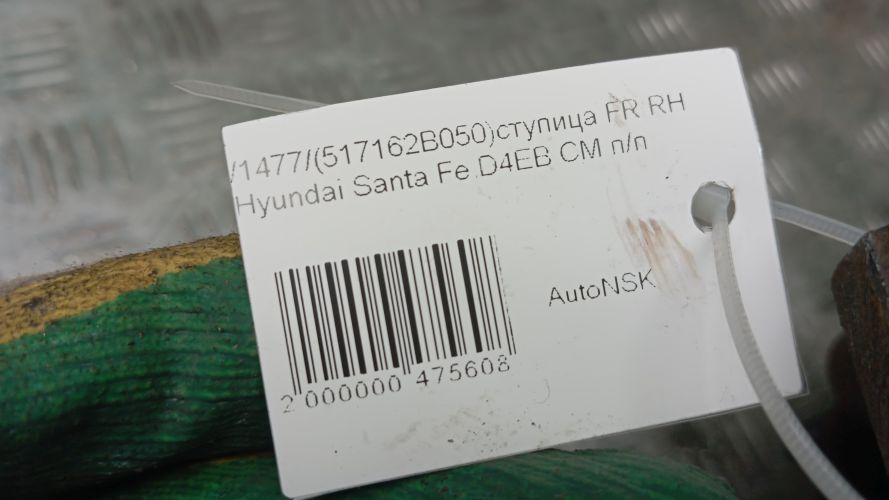 /1477/(517162B050)ступица FR RH
Hyundai Santa Fe D4EB CM п/п
AutoNSK
2 000000 475608